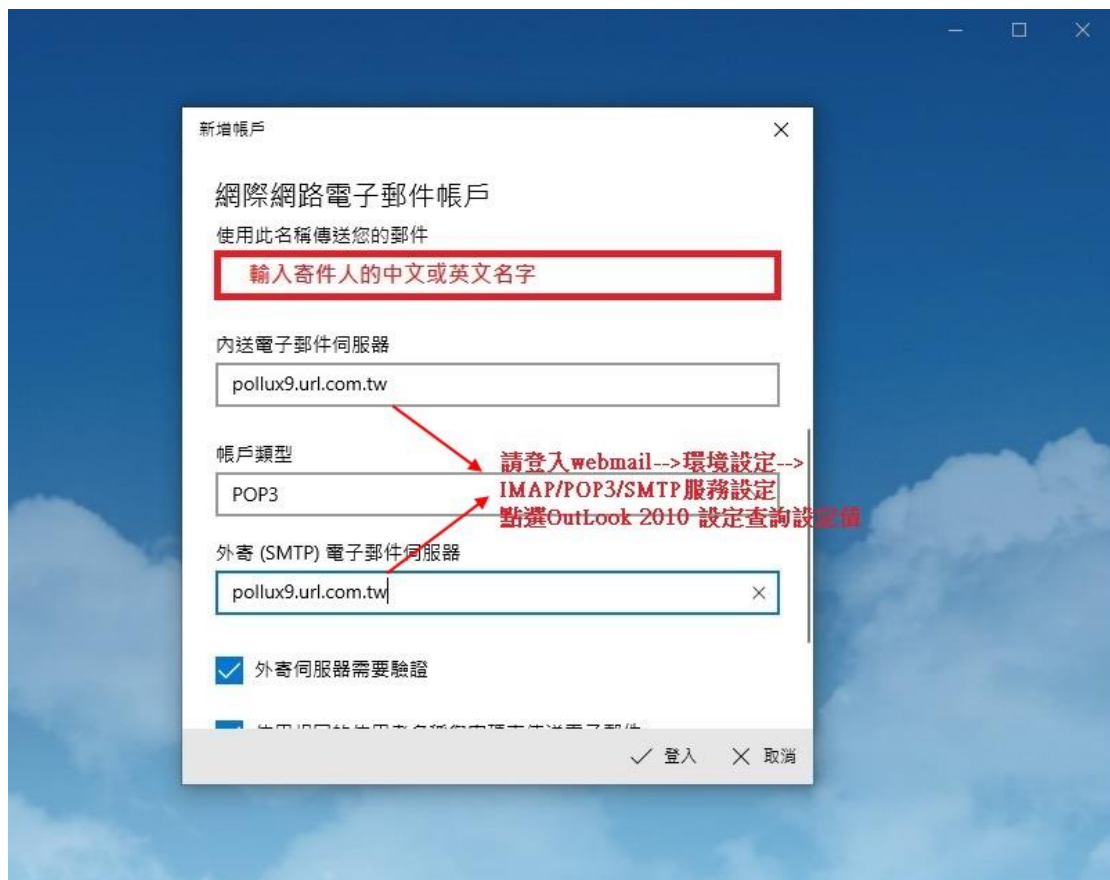 新增帳戶
網際網路電子郵件帳戶
使用此名稱傳送您的郵件
輸入寄件人的中文或英文名字
內送電子郵件伺服器
pollux9.url.com.tw
帳戶類型
請登入webmail-->環境設定-->
POP3
IMAP/POP3/SMTP服務設定
點選OutLook 2010 設定查詢設定值
外寄 (SMTP) 電子郵件伺服器
pollux9.url.com.tw
外寄伺服器需要驗證
登入
取消